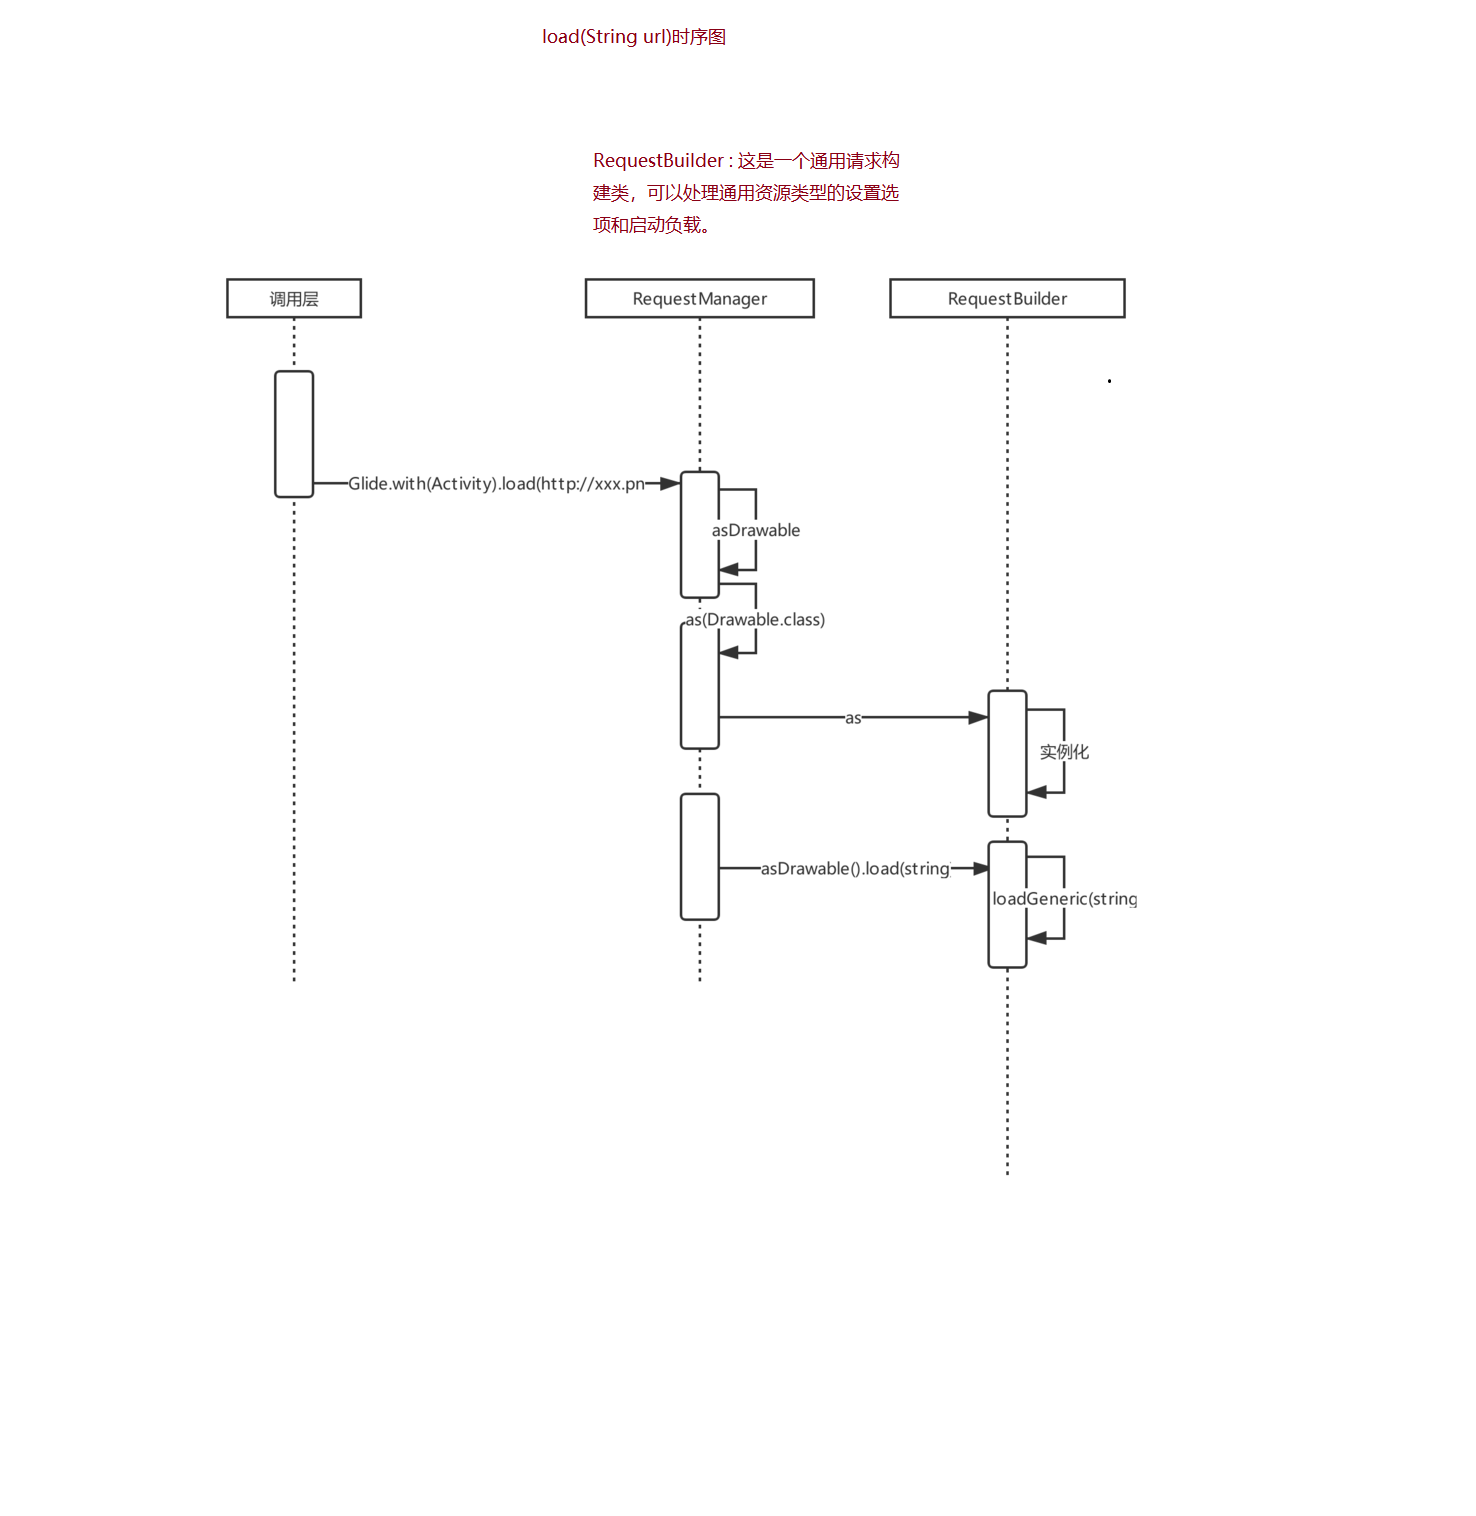 load(String url)时序图
RequestBuilder : 这是一个通用请求构
建类，可以处理通用资源类型的设置选
项和启动负载。
调用层
RequestManager
RequestBuilder
Glide.with(Activity).load(http://xxx.pn
asDrawable
as(Drawable.class)
as
实例化
asDrawable().load(string
loadGeneric(string